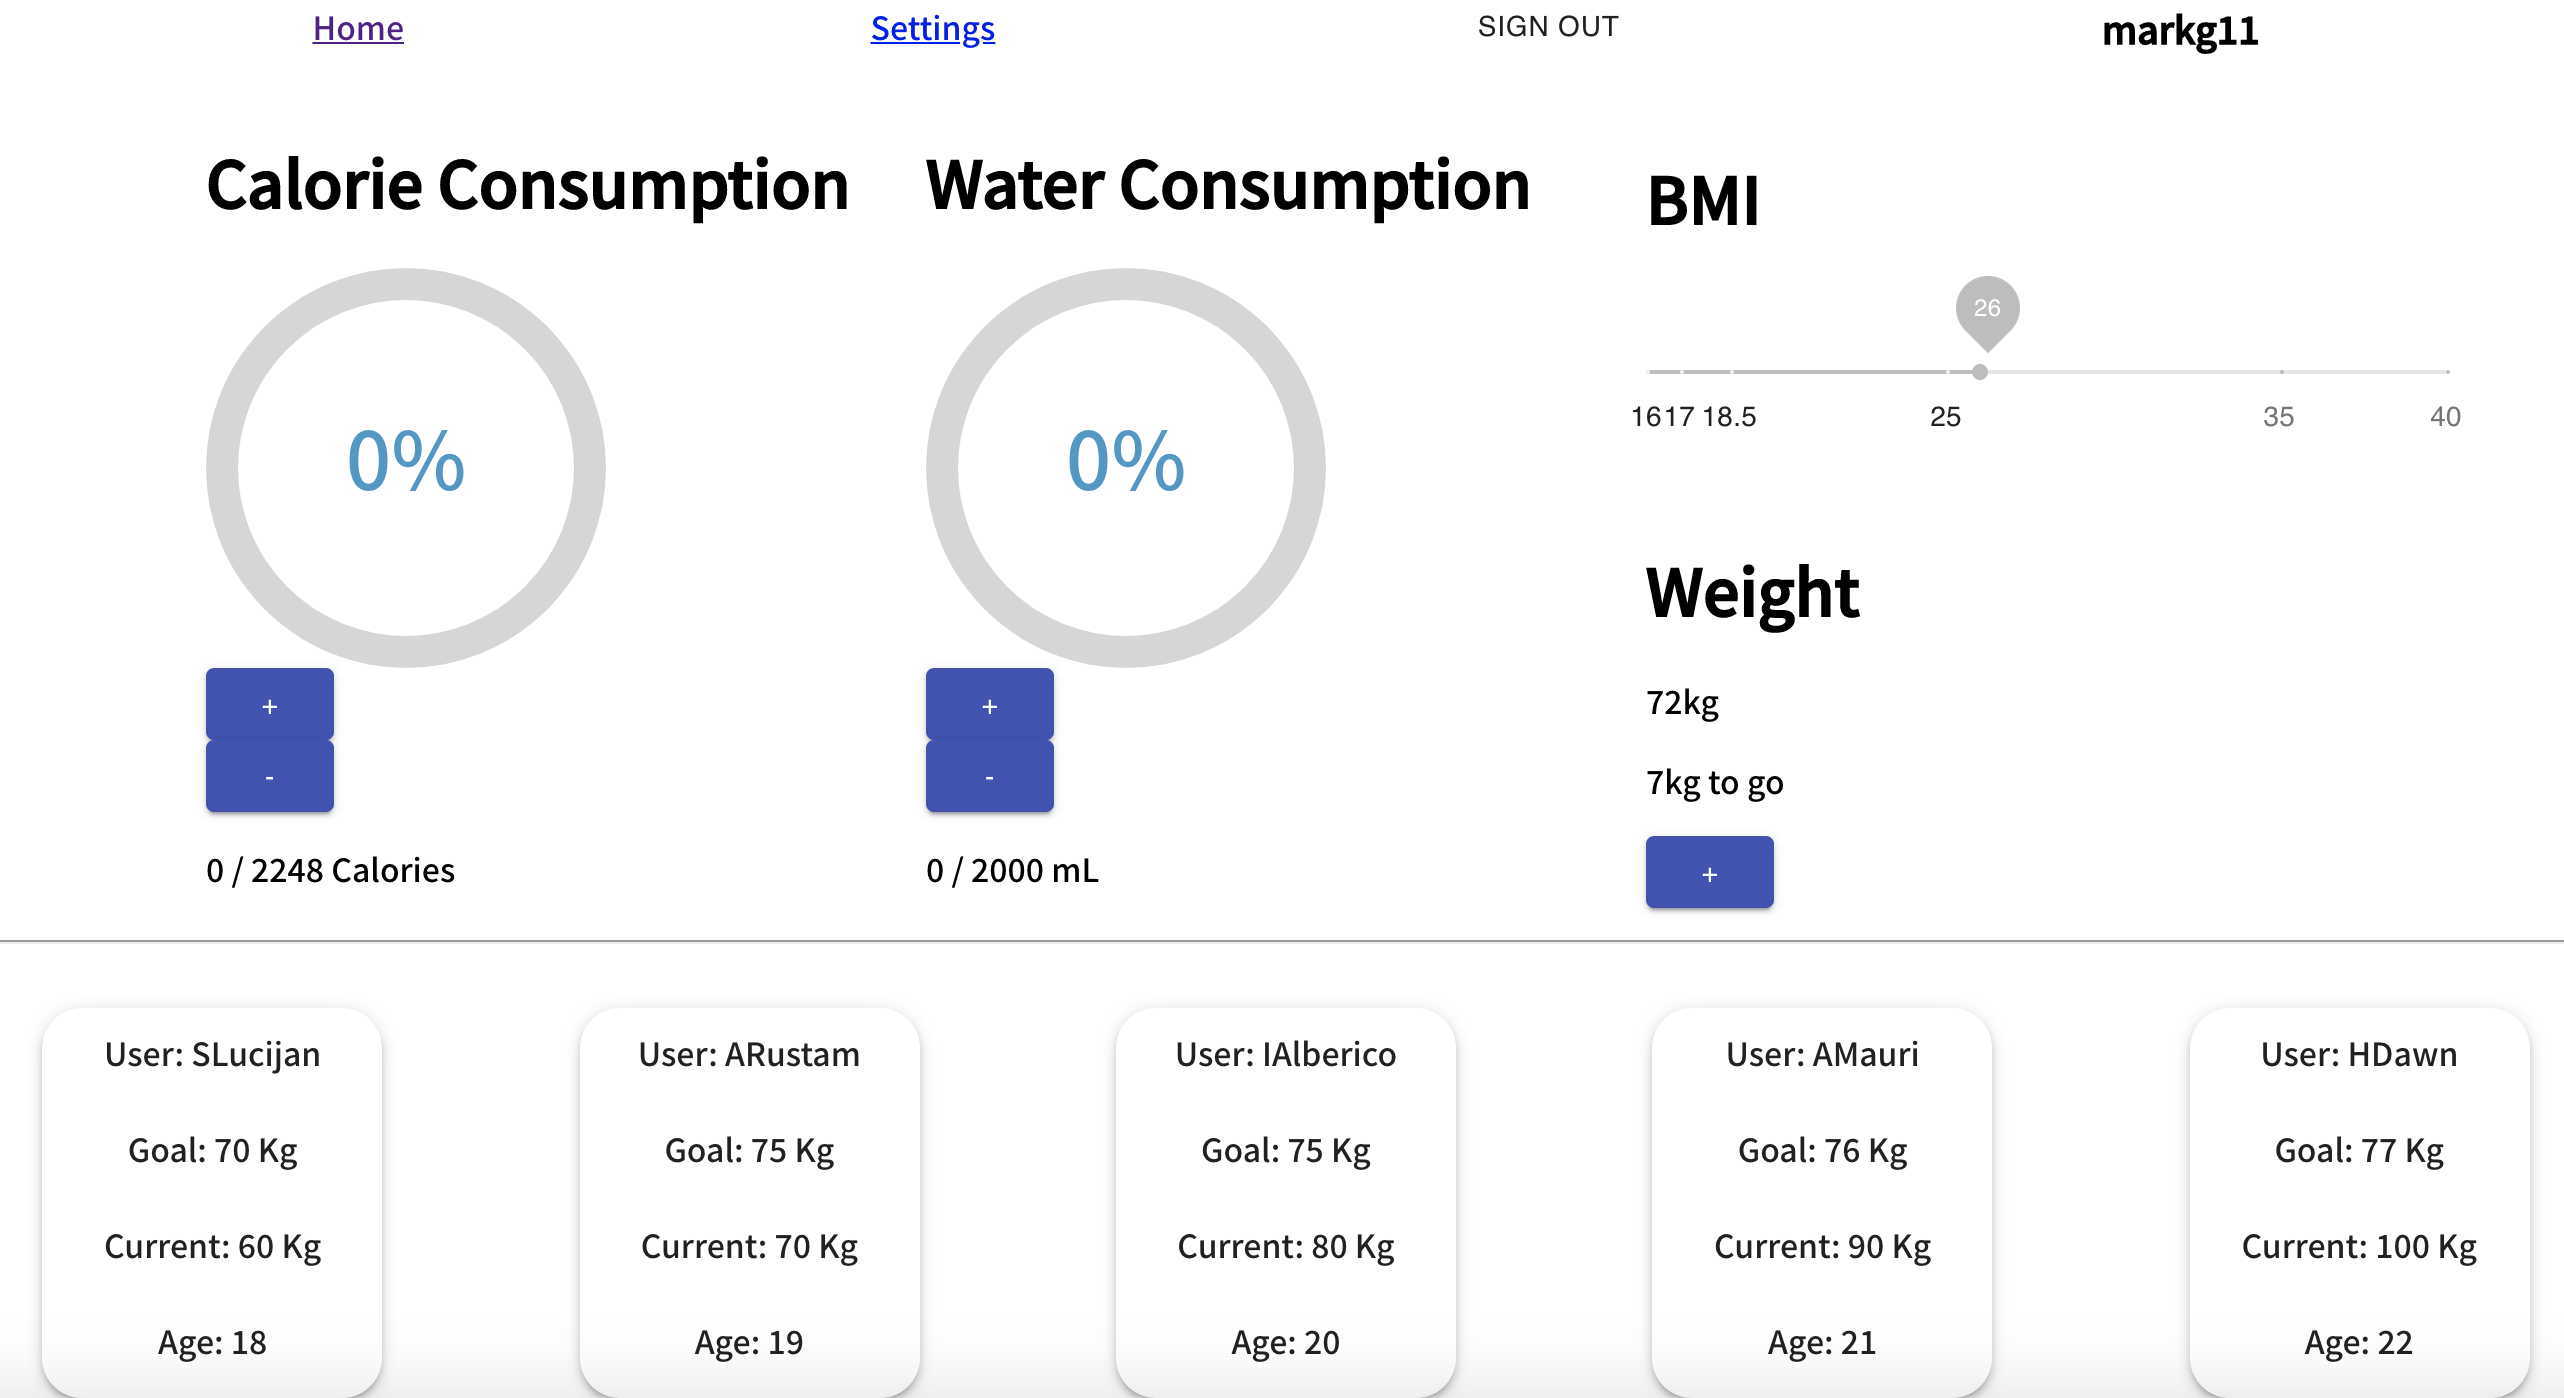 Home Settings SIGN OUT markg11
Calorie Consumption
0%
+
-
0 / 2248 Calories
Water Consumption
0%
+
-
0 / 2000 mL
BMI
26
16 17 18.5 25 35 40
Weight
72kg
7kg to go
+
User: SLucijan
Goal: 70 Kg
Current: 60 Kg
Age: 18
User: ARustam
Goal: 75 Kg
Current: 70 Kg
Age: 19
User: IAlberico
Goal: 75 Kg
Current: 80 Kg
Age: 20
User: AMauri
Goal: 76 Kg
Current: 90 Kg
Age: 21
User: HDawn
Goal: 77 Kg
Current: 100 Kg
Age: 22